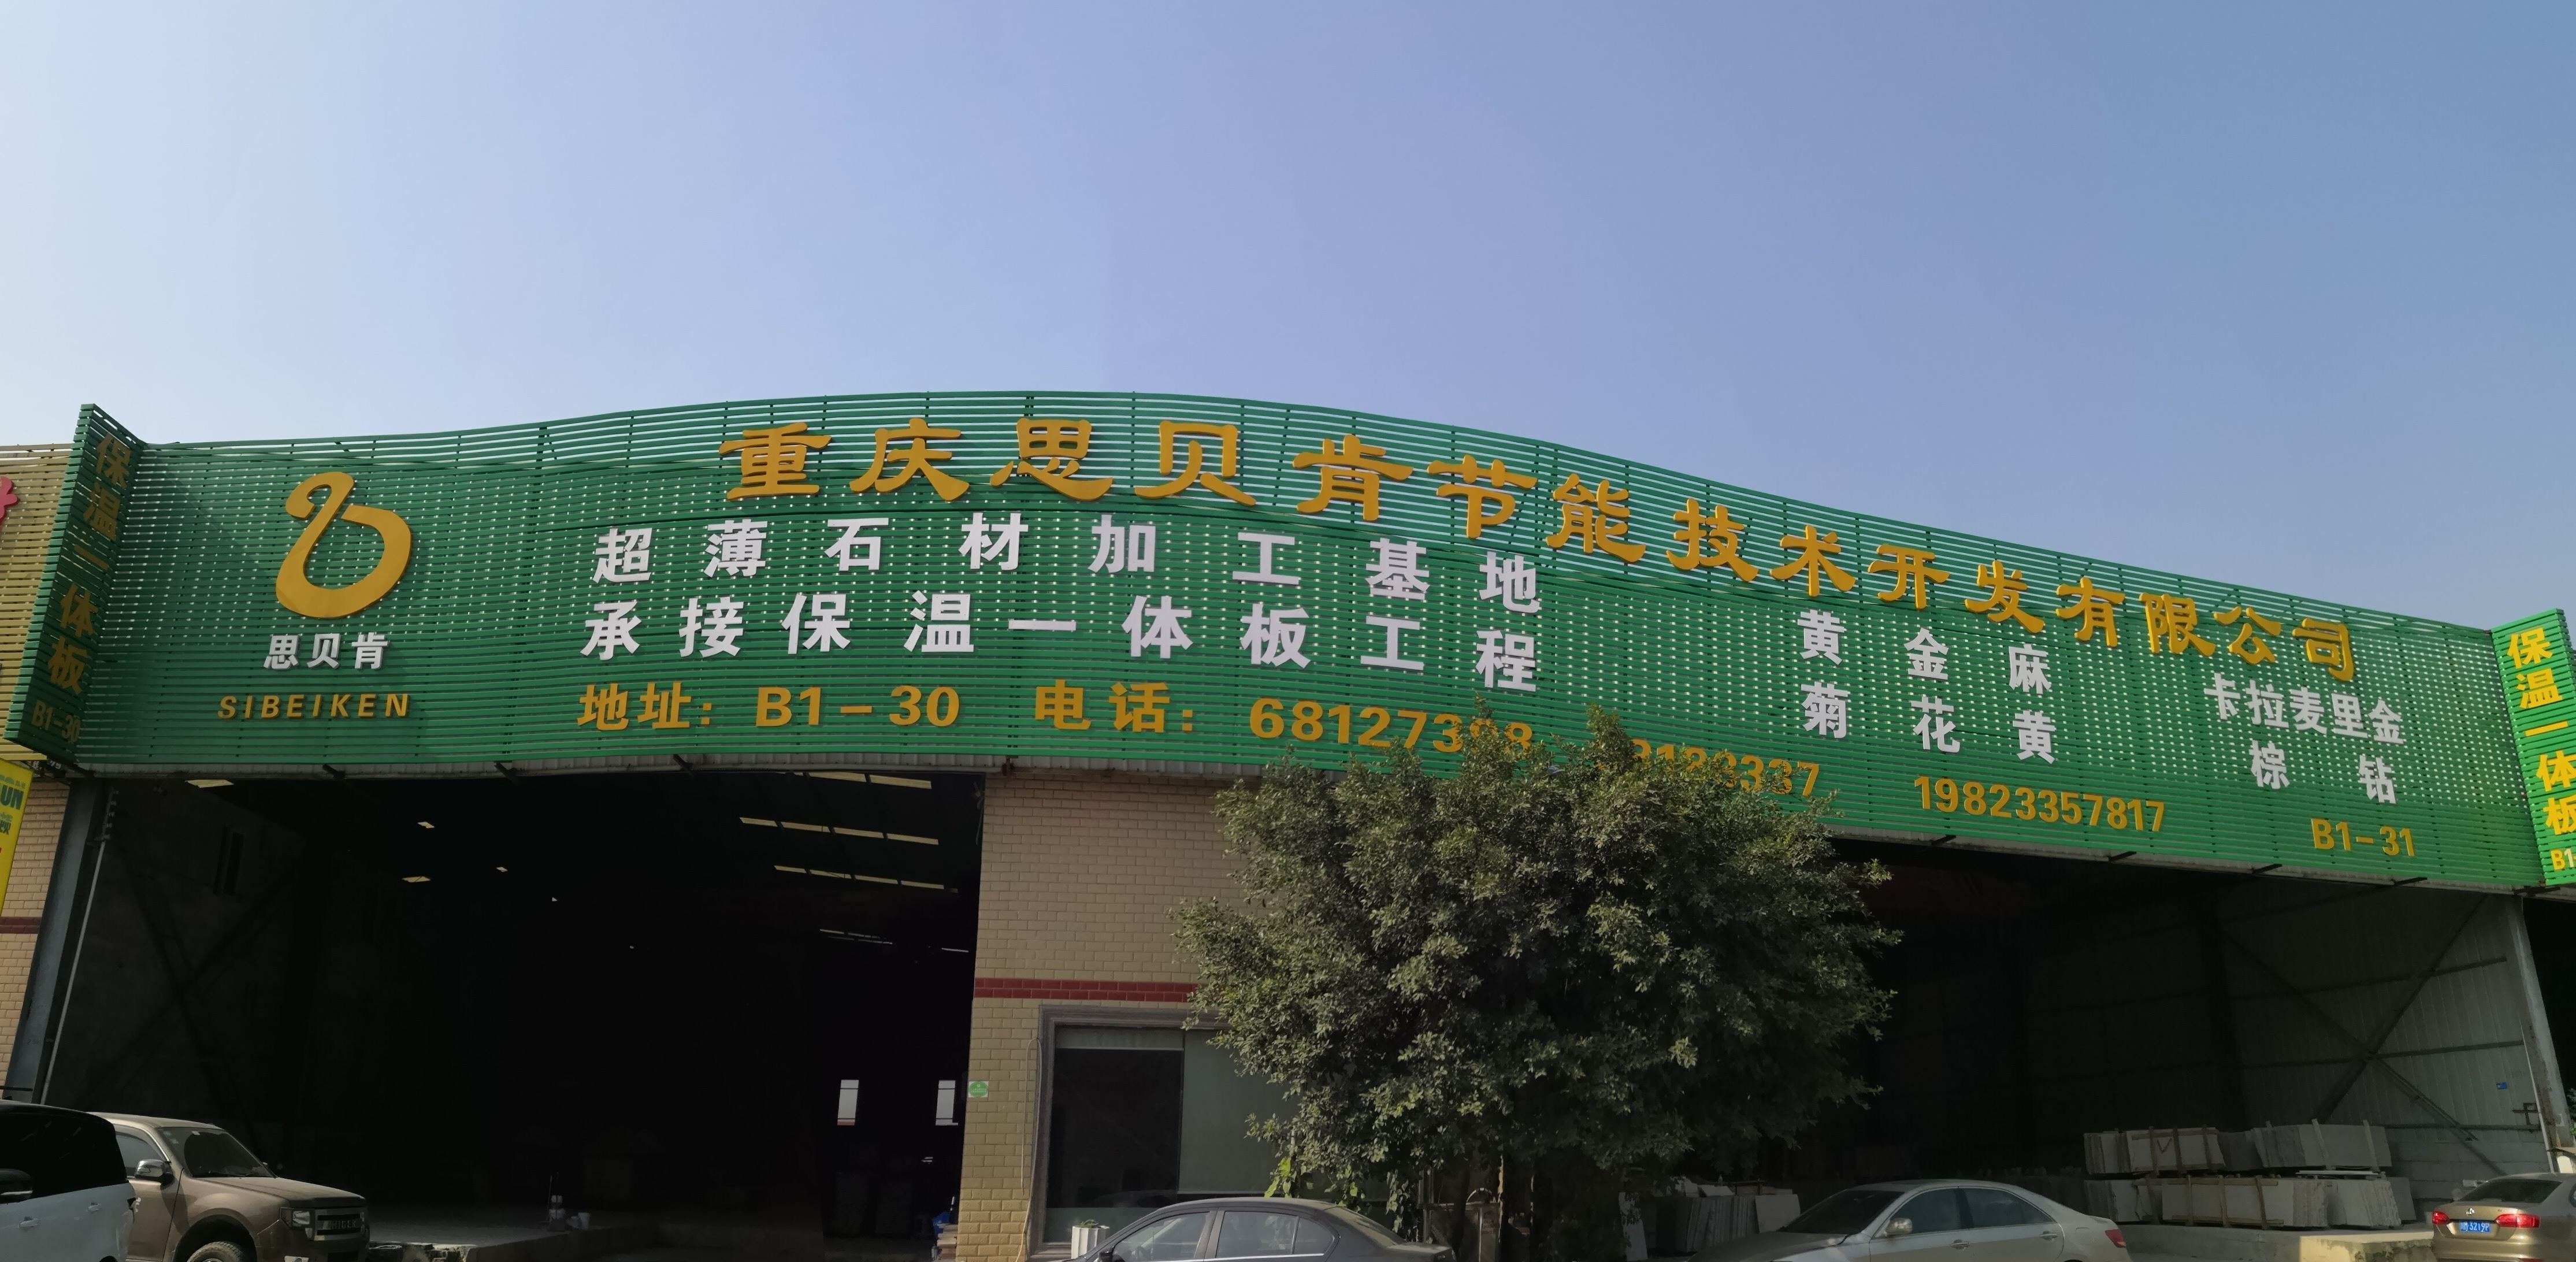 重庆思贝肯节能技术开发有限公司
超薄石材加工基地
承接保温一体板工程
地址：B1-30 电话：68127398
19823357817
思贝肯
SIBEIKEN
黄金麻
菊花黄
卡拉麦里金
棕钻
B1-31
保温一体板
B1-30
保温一体板